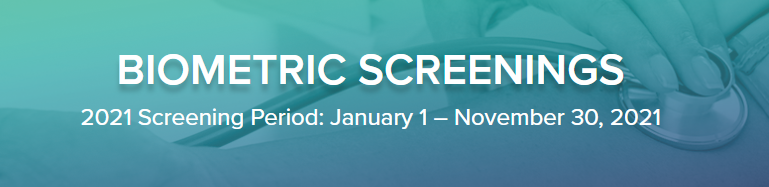 BIOMETRIC SCREENINGS
2021 Screening Period: January 1 – November 30, 2021